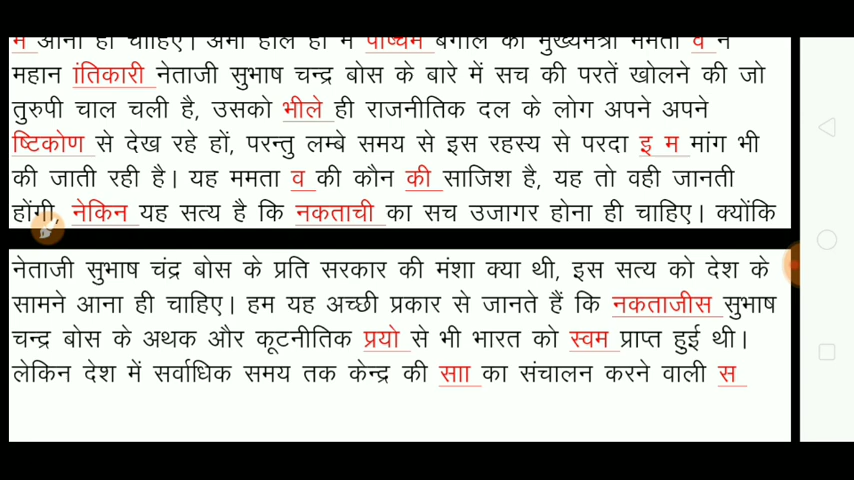 म आना ही चाहिए। अभी हाल ही में पश्चिम बंगाल की मुख्यमंत्री ममता व ने
महान ंतिकारी नेताजी सुभाष चन्द्र बोस के बारे में सच की परतें खोलने की जो
तुरुपी चाल चली है, उसको भीले ही राजनीतिक दल के लोग अपने अपने
ष्टिकोण से देख रहे हों, परन्तु लम्बे समय से इस रहस्य से परदा इ म मांग भी
की जाती रही है। यह ममता व की कौन की साजिश है, यह तो वही जानती
होंगी, नेकिन यह सत्य है कि नकताची का सच उजागर होना ही चाहिए। क्योंकि
नेताजी सुभाष चंद्र बोस के प्रति सरकार की मंशा क्या थी, इस सत्य को देश के
सामने आना ही चाहिए। हम यह अच्छी प्रकार से जानते हैं कि नकताजीस सुभाष
चन्द्र बोस के अथक और कूटनीतिक प्रयो से भी भारत को स्वम प्राप्त हुई थी।
लेकिन देश में सर्वाधिक समय तक केन्द्र की साा का संचालन करने वाली स